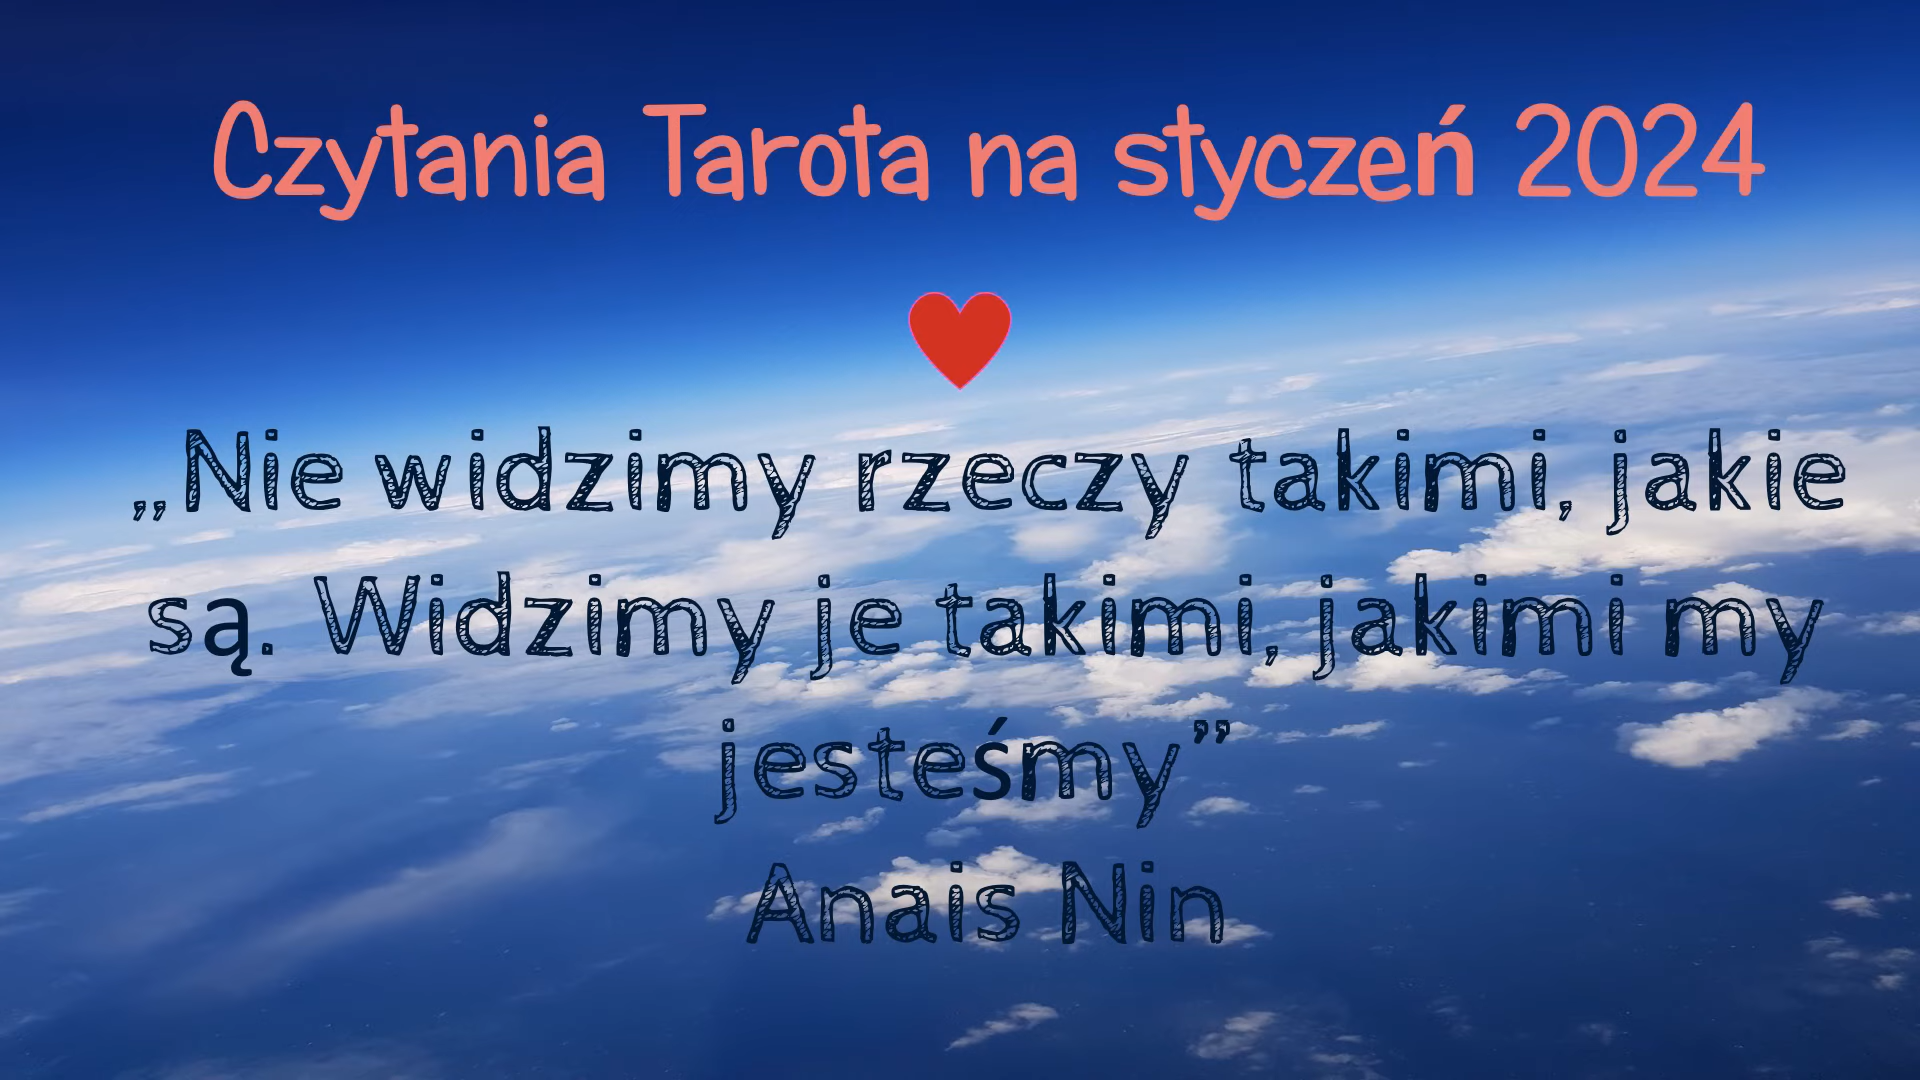 Czytania Tarota na styczeń 2024
„Nie widzimy rzeczy takimi, jakie
są. Widzimy je takimi, jakimi my
jesteśmy”
Anais Nin